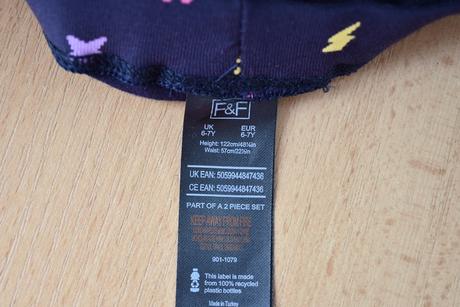 F&F
UK EUR
6-7Y 6-7Y
Height: 122cm/48¼in
Waist: 57cm/22½in
UK EAN: 5059944847436
CE EAN: 5059944847436
PART OF A 2 PIECE SET
KEEP AWAY FROM FIRE
901-1079
This label is made
from 100% recycled
plastic bottles
Made in Turkey